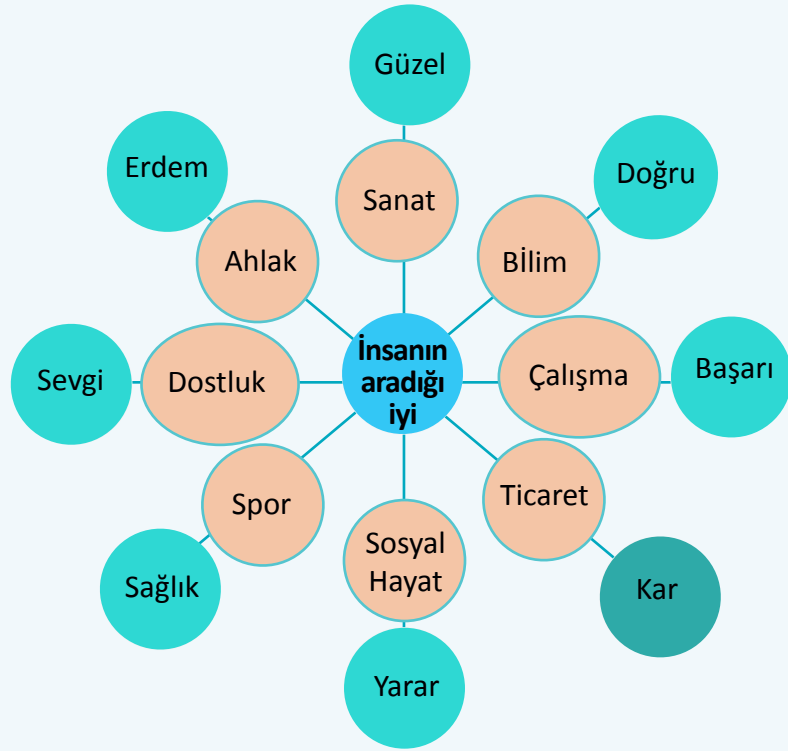 Güzel
Sanat
Erdem
Ahlak
Doğru
Bİlim
İnsanın
aradığı
iyi
Sevgi
Dostluk
Çalışma
Başarı
Spor
Sağlık
Sosyal
Hayat
Yarar
Ticaret
Kar